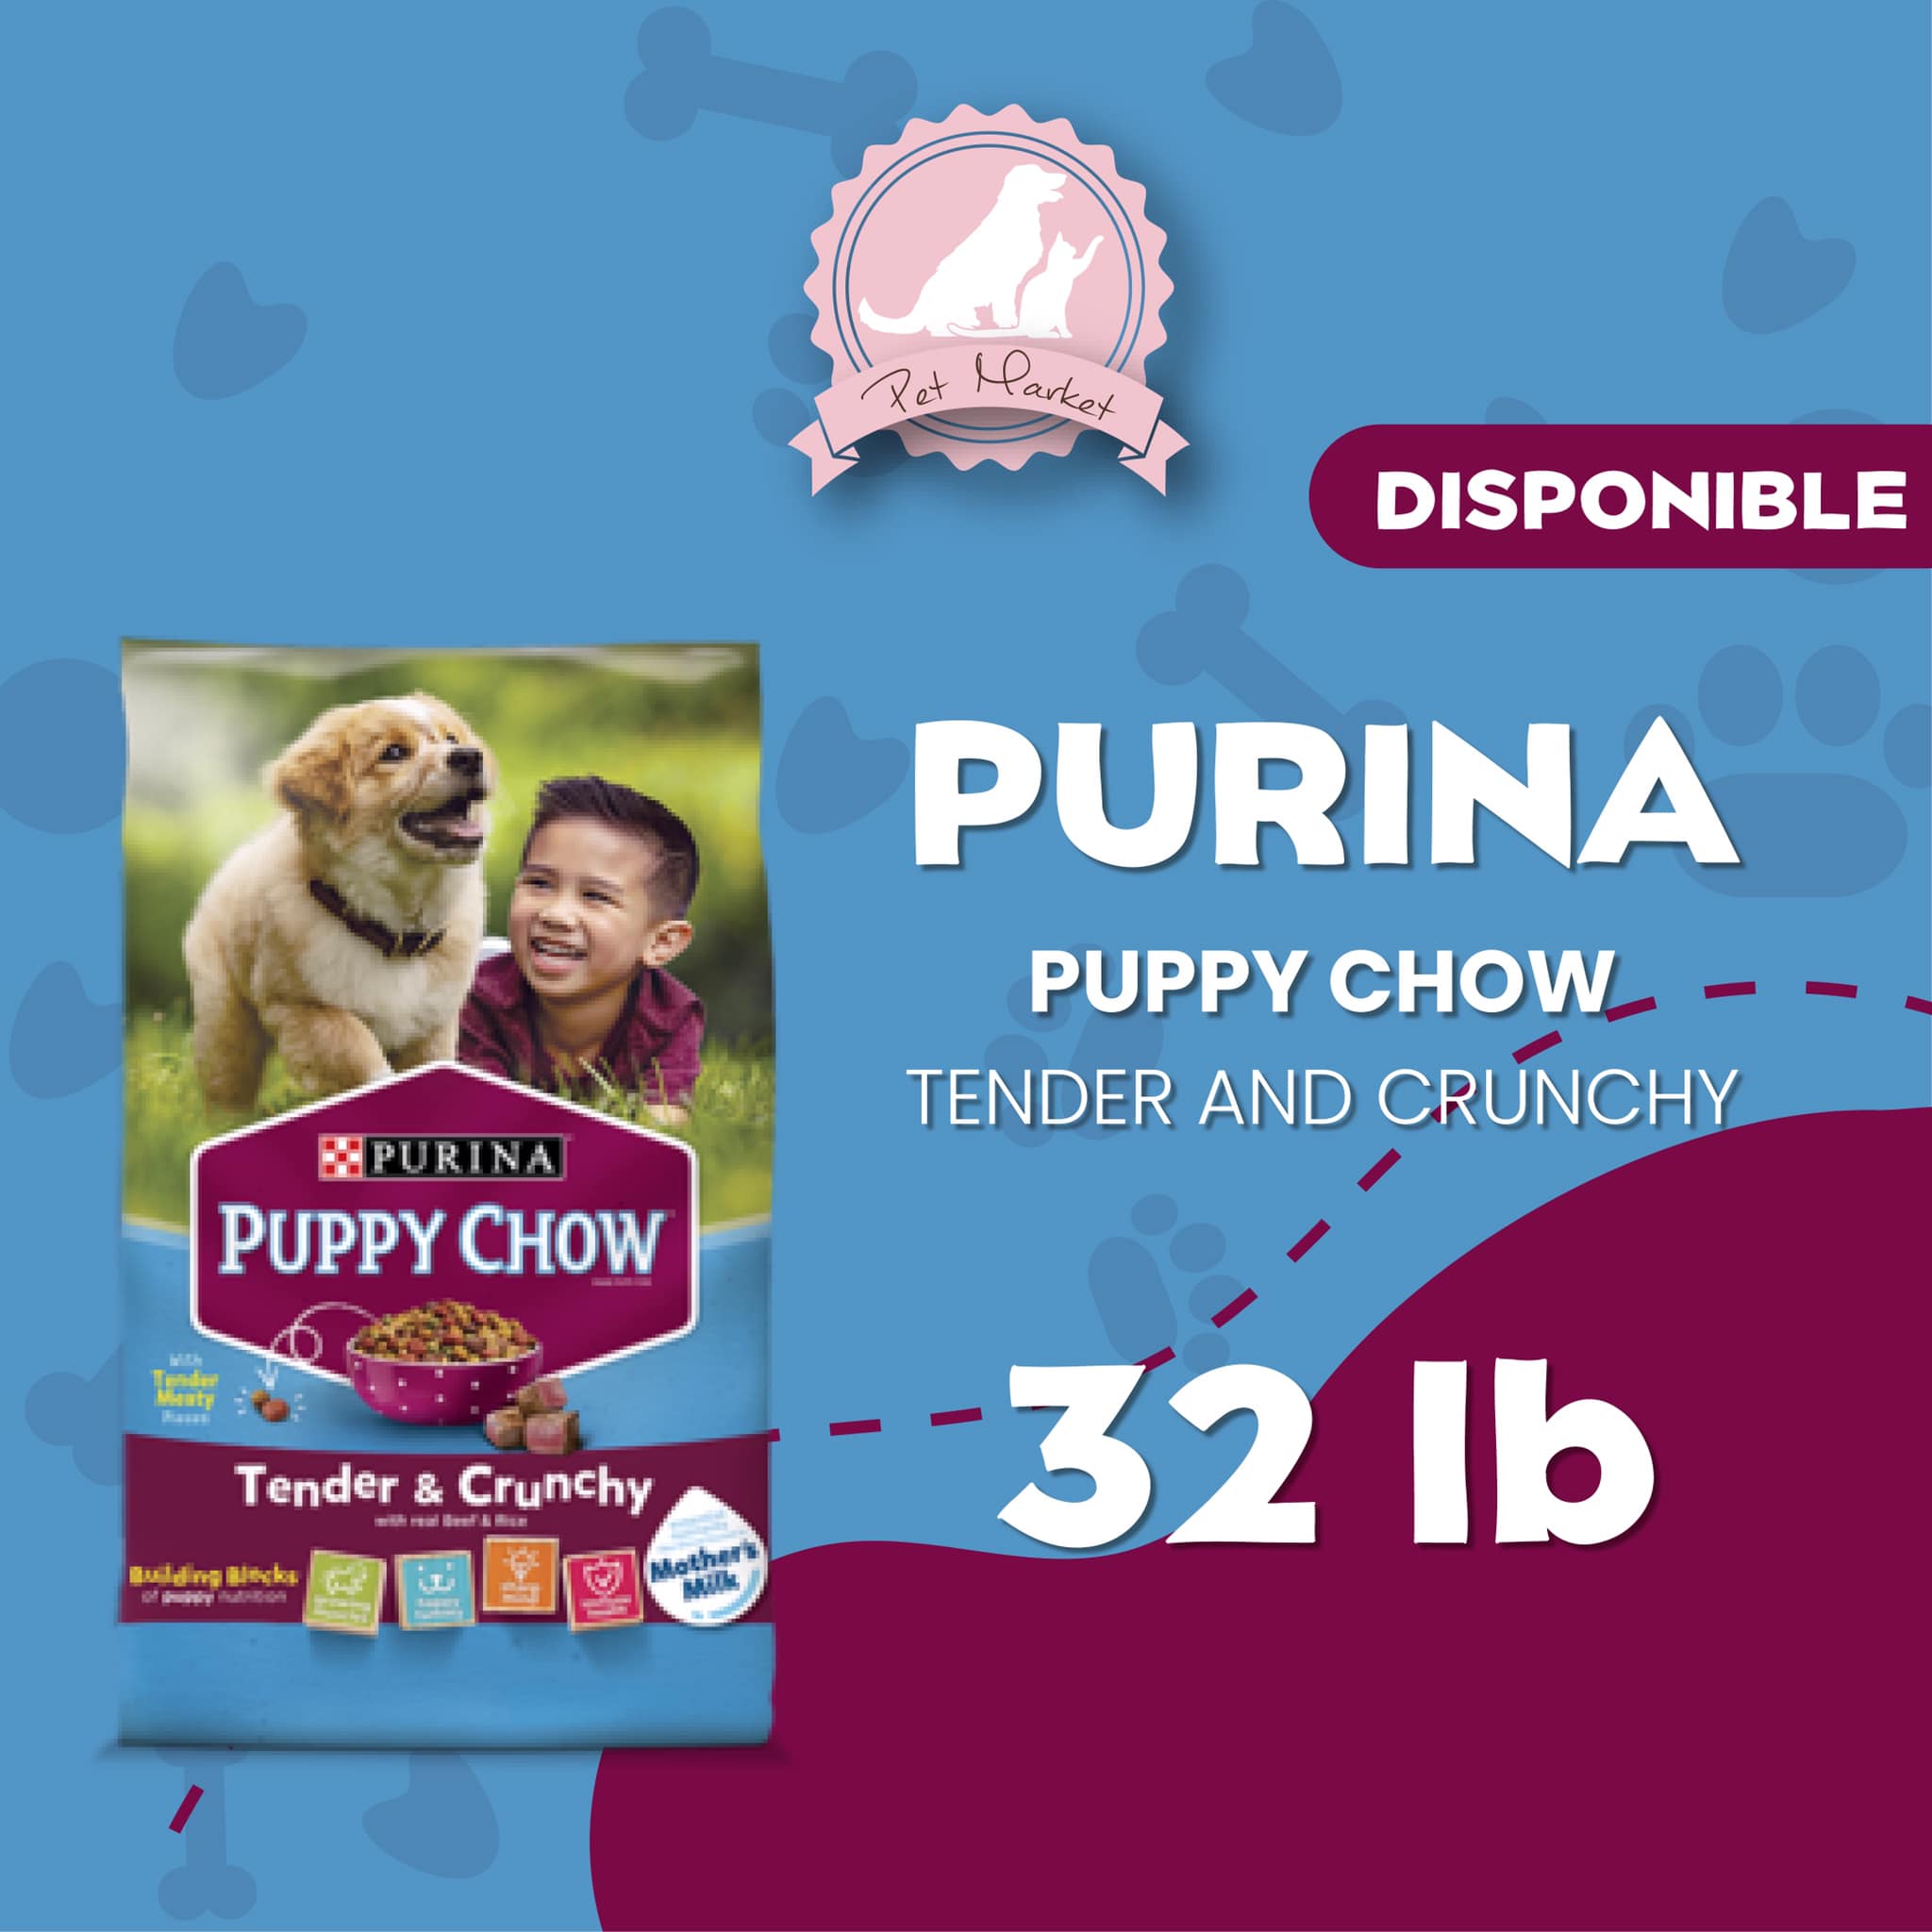 Pet Market
DISPONIBLE
PURINA
PUPPY CHOW
TENDER AND CRUNCHY
32 lb
PURINA
PUPPY CHOW
With
Tender
Meaty
Pieces
Tender & Crunchy
with real Beef & Rice
Building Blocks
of puppy nutrition
Mother's
Milk